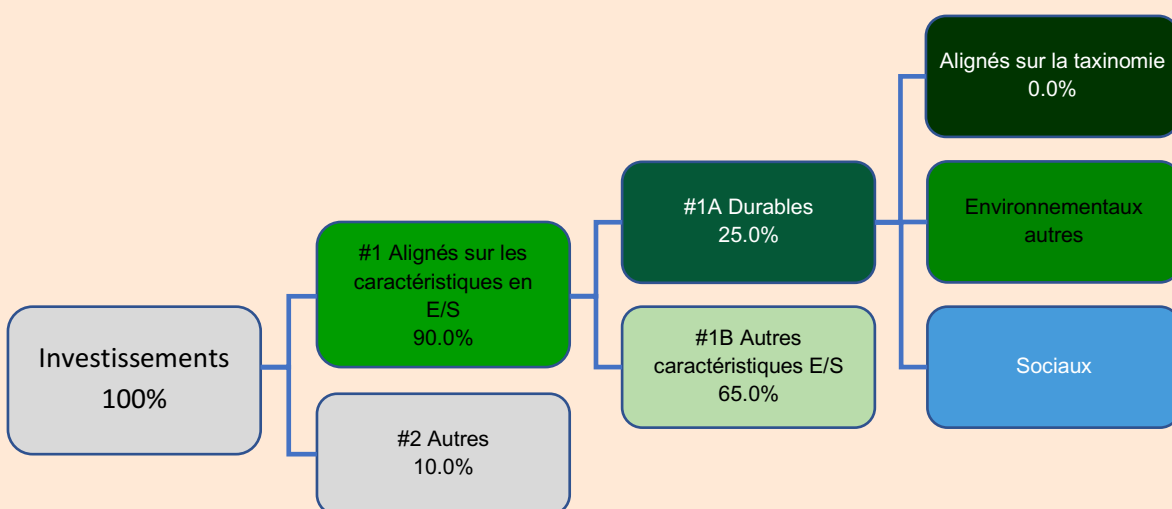 Investissements
100%
#1 Alignés sur les
caractéristiques en
E/S
90.0%
#2 Autres
10.0%
#1A Durables
25.0%
#1B Autres
caractéristiques E/S
65.0%
Alignés sur la taxinomie
0.0%
Environnementaux
autres
Sociaux